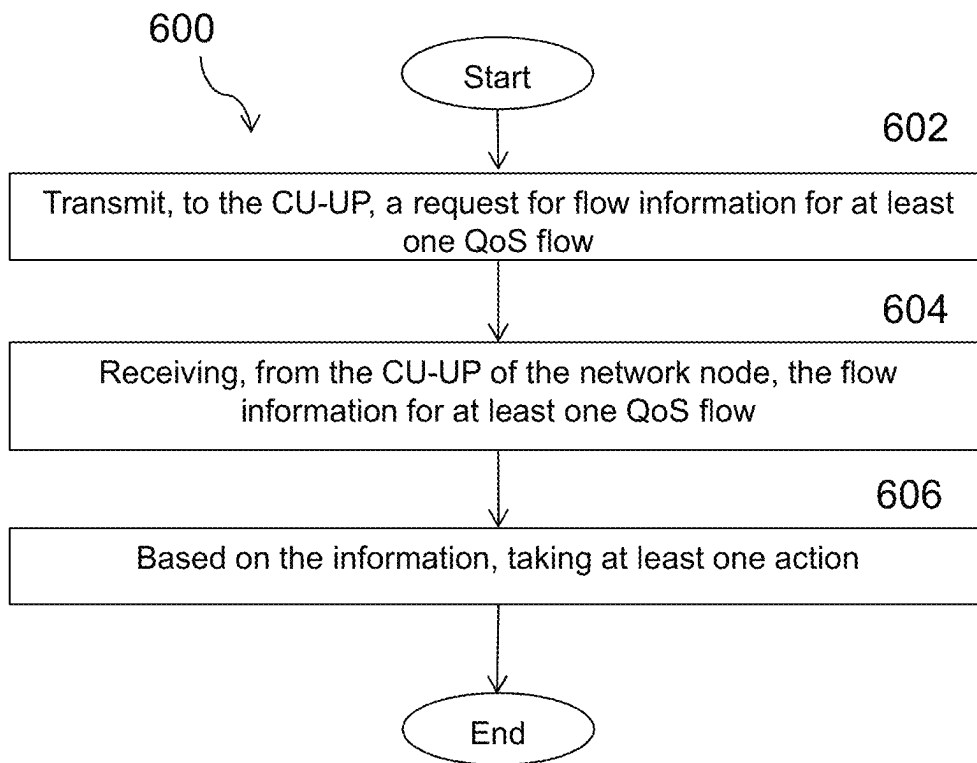 600
Start
602
Transmit, to the CU-UP, a request for flow information for at least
one QoS flow
604
Receiving, from the CU-UP of the network node, the flow
information for at least one QoS flow
606
Based on the information, taking at least one action
End